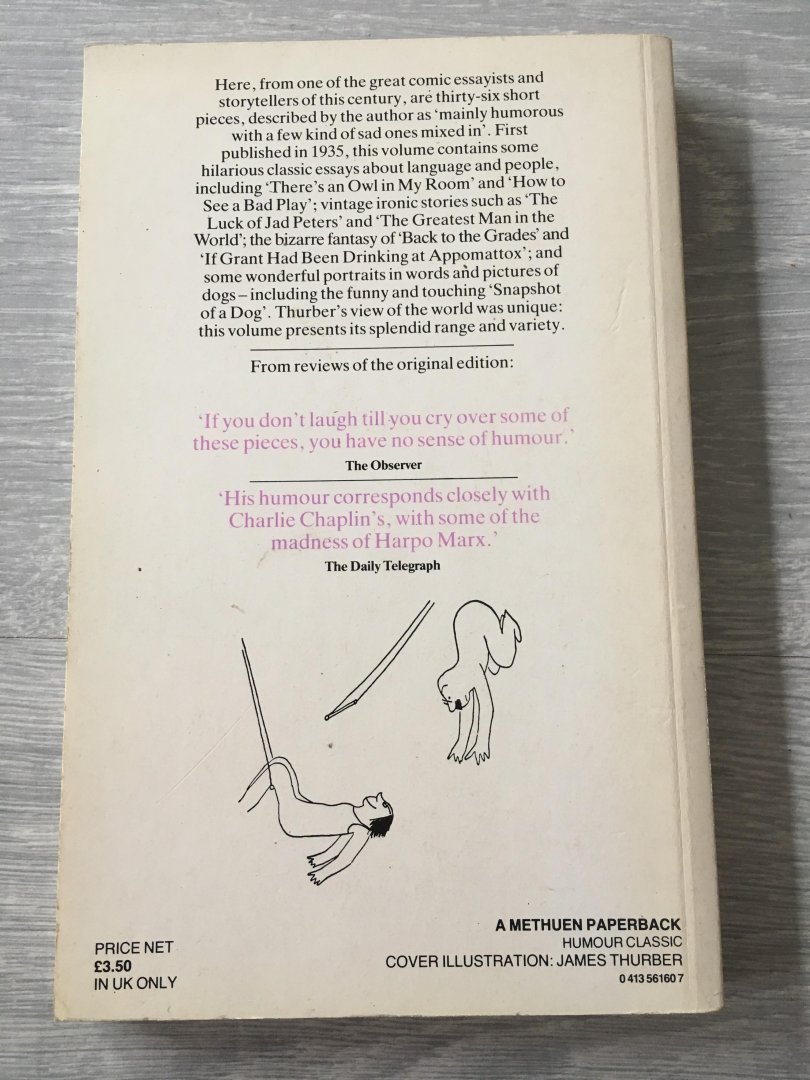 Here, from one of the great comic essayists and
storytellers of this century, are thirty-six short
pieces, described by the author as ‘mainly humorous
with a few kind of sad ones mixed in’. First
published in 1935, this volume contains some
hilarious classic essays about language and people,
including ‘There’s an Owl in My Room’ and ‘How to
See a Bad Play’; vintage ironic stories such as ‘The
Luck of Jad Peters’ and ‘The Greatest Man in the
World’; the bizarre fantasy of ‘Back to the Grades’ and
‘If Grant Had Been Drinking at Appomattox’; and
some wonderful portraits in words and pictures of
dogs – including the funny and touching ‘Snapshot
of a Dog’. Thurber’s view of the world was unique:
this volume presents its splendid range and variety.
From reviews of the original edition:
‘If you don’t laugh till you cry over some of
these pieces, you have no sense of humour.’
The Observer
‘His humour corresponds closely with
Charlie Chaplin’s, with some of the
madness of Harpo Marx.’
The Daily Telegraph
PRICE NET
£3.50
IN UK ONLY
A METHUEN PAPERBACK
HUMOUR CLASSIC
COVER ILLUSTRATION: JAMES THURBER
0 413 56160 7